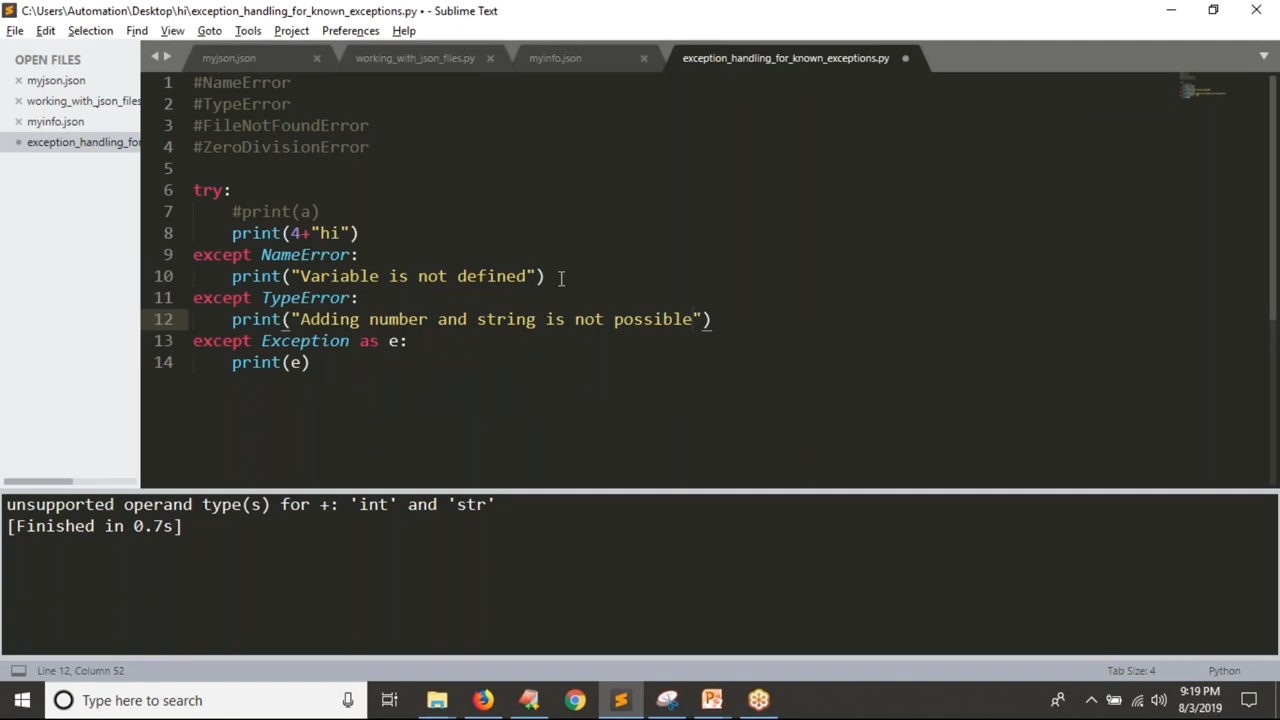 C:\Users\Automation\Desktop\hi\exception_handling_for_known_exceptions.py • - Sublime Text
File Edit Selection View Goto Tools Project Preferences Help
OPEN FILES
myjson.json
working_with_json_files
myinfo.json
exception_handling_for
myjson.json working_with_json_files.py myinfo.json exception_handling_for_known_exceptions.py
1 #NameError
2 #TypeError
3 #FileNotFoundError
4 #ZeroDivisionError
5
6 try:
7 #print(a)
8 print(4+"hi")
9 except NameError:
10 print("Variable is not defined")
11 except TypeError:
12 print("Adding number and string is not possible")
13 except Exception as e:
14 print(e)
unsupported operand type(s) for +: 'int' and 'str'
[Finished in 0.7s]
Line 12, Column 52 Tab Size: 4 Python
Type here to search
9:19 PM
8/3/2019